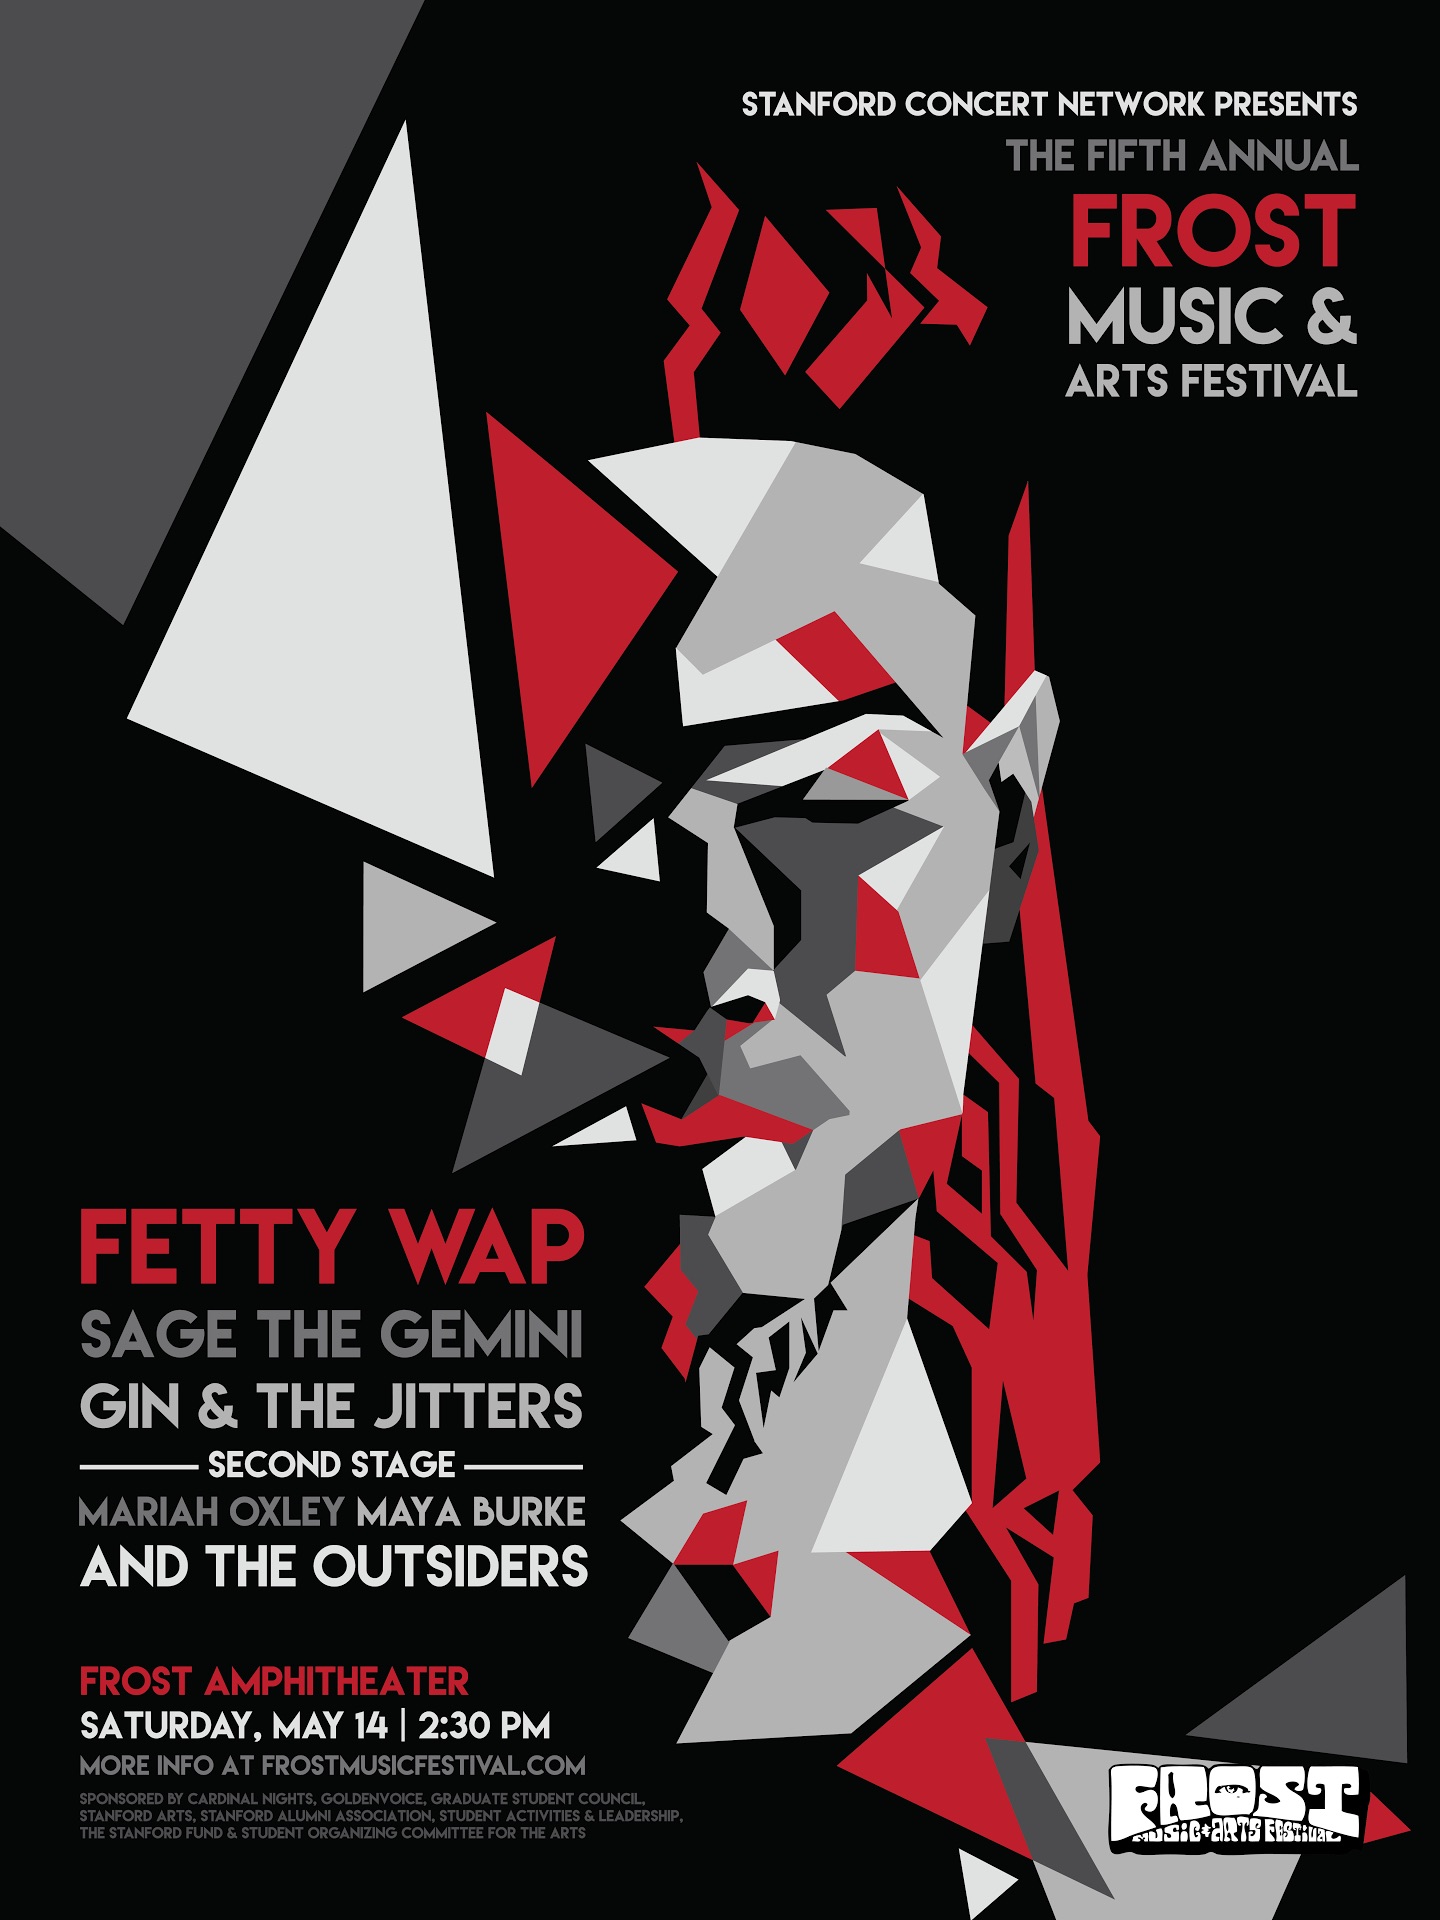 STANFORD CONCERT NETWORK PRESENTS
THE FIFTH ANNUAL
FROST
MUSIC &
ARTS FESTIVAL
FETTY WAP
SAGE THE GEMINI
GIN & THE JITTERS
SECOND STAGE
MARIAH OXLEY MAYA BURKE
AND THE OUTSIDERS
FROST AMPHITHEATER
SATURDAY, MAY 14 | 2:30 PM
MORE INFO AT FROSTMUSICFESTIVAL.COM
SPONSORED BY CARDINAL NIGHTS, GOLDENVOICE, GRADUATE STUDENT COUNCIL,
STANFORD ARTS, STANFORD ALUMNI ASSOCIATION, STUDENT ACTIVITIES & LEADERSHIP,
THE STANFORD FUND & STUDENT ORGANIZING COMMITTEE FOR THE ARTS
FROST
MUSIC + ARTS FESTIVAL